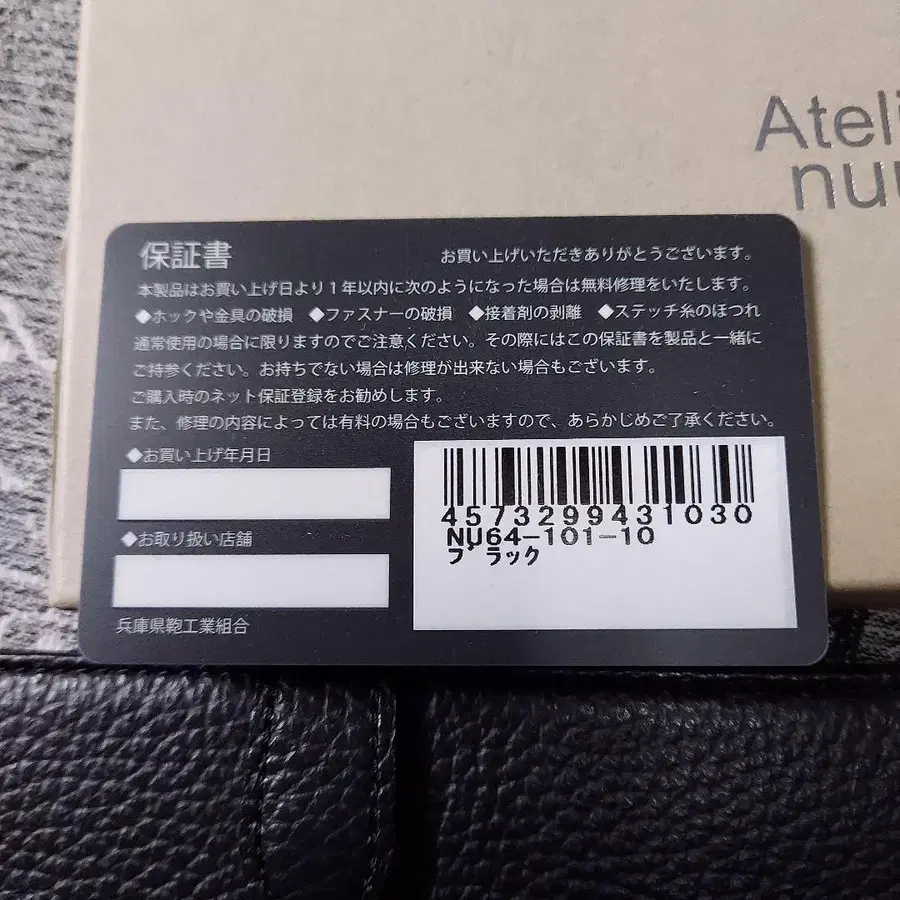 Ateli
nu
保証書
お買い上げいただきありがとうございます。
本製品はお買い上げ日より1年以内に次のようになった場合は無料修理をいたします。
◆ホックや金具の破損 ◆ファスナーの破損 ◆接着剤の剥離 ◆ステッチ糸のほつれ
通常使用の場合に限りますのでご注意ください。その際にはこの保証書を製品と一緒に
ご持参ください。お持ちでない場合は修理が出来ない場合もございます。
ご購入時のネット保証登録をお勧めします。
また、修理の内容によっては有料の場合もございますので、あらかじめご了承ください。
◆お買い上げ年月日
◆お取り扱い店舗
兵庫県鞄工業組合
4573299431030
NU64-101-10
ブラック